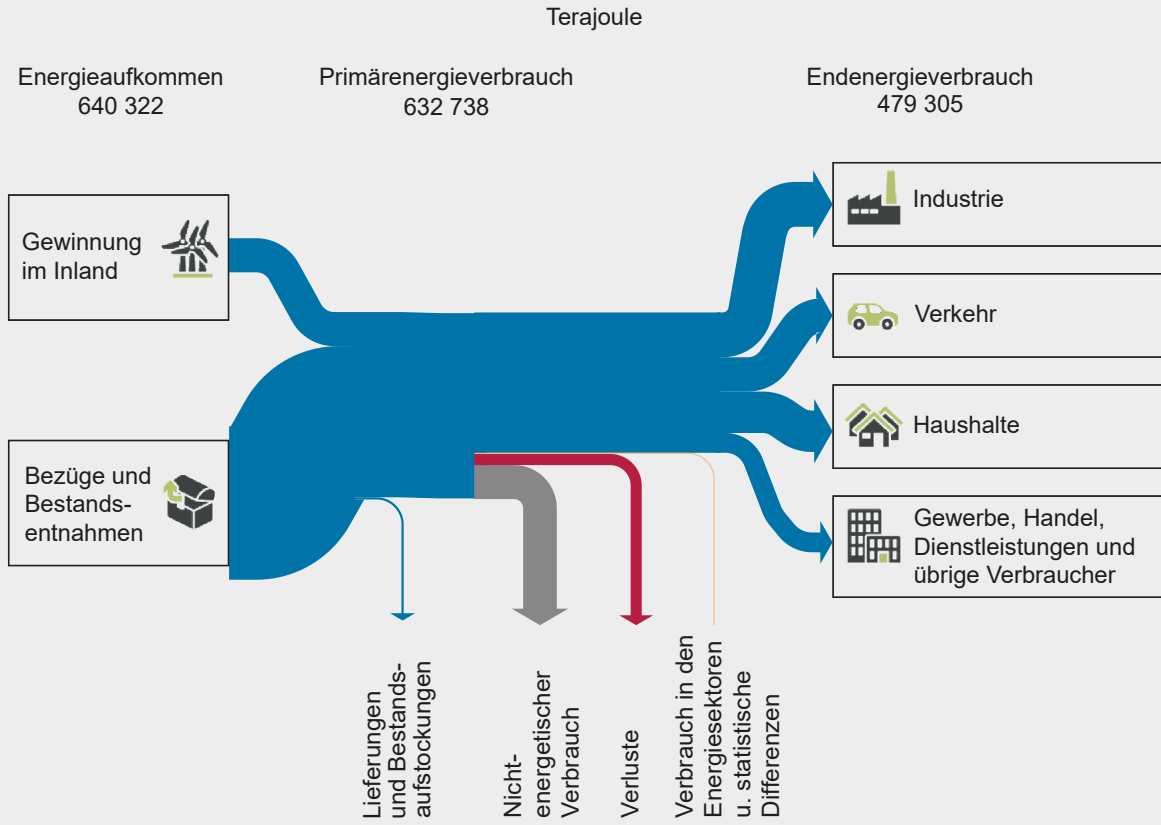 Terajoule
Energieaufkommen
640 322
Primärenergieverbrauch
632 738
Endenergieverbrauch
479 305
Gewinnung
im Inland
Bezüge und
Bestands-
entnahmen
Industrie
Verkehr
Haushalte
Gewerbe, Handel,
Dienstleistungen und
übrige Verbraucher
Lieferungen
und Bestands-
aufstockungen
Nicht-
energetischer
Verbrauch
Verluste
Verbrauch in den
Energiesektoren
u. statistische
Differenzen